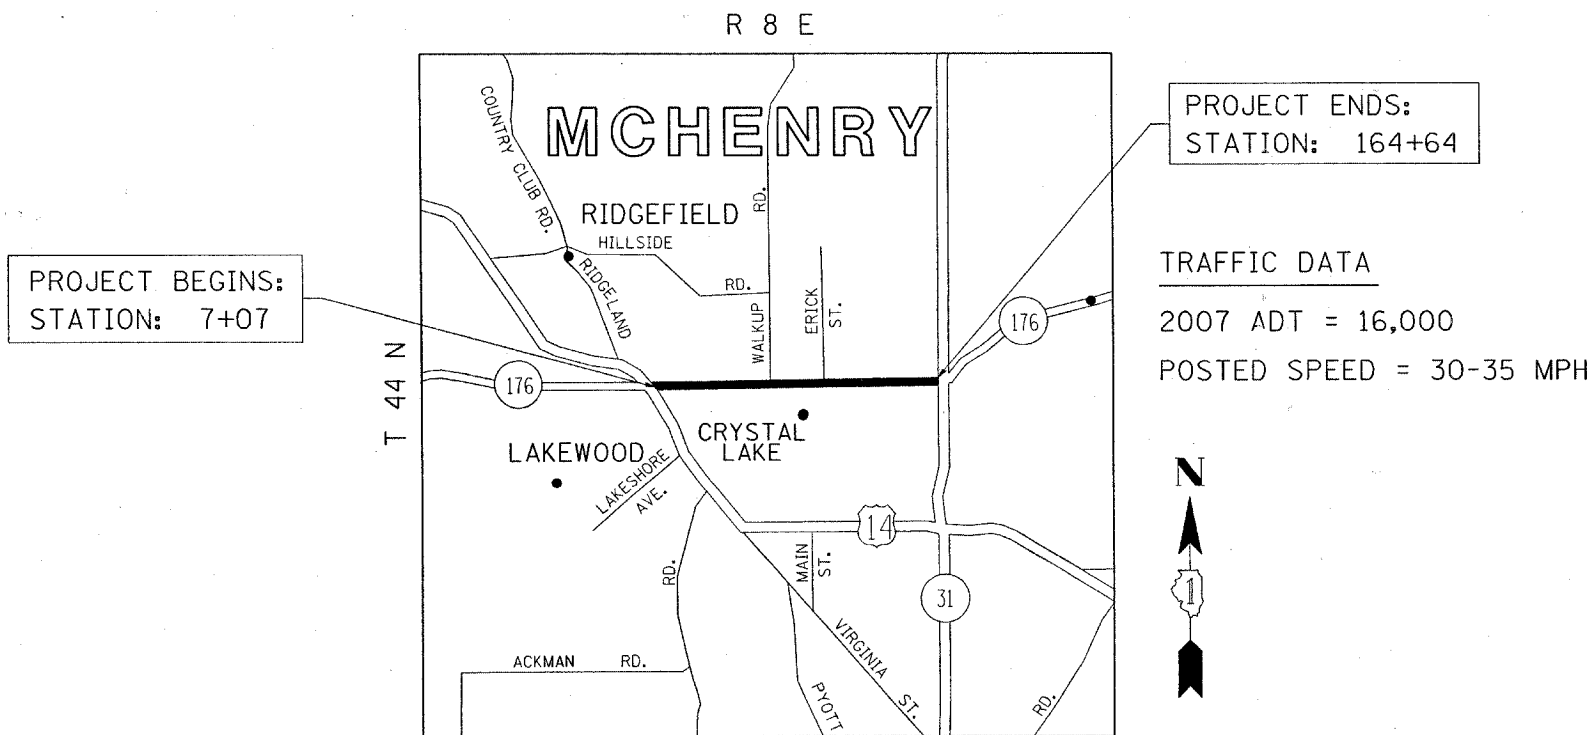 R 8 E
MCHENRY
COUNTRY CLUB RD.
RIDGEFIELD
HILLSIDE
RD.
RD.
RIDGELAND
WALKUP
ERICK
ST.
PROJECT ENDS:
STATION: 164+64
PROJECT BEGINS:
STATION: 7+07
TRAFFIC DATA
2007 ADT = 16,000
POSTED SPEED = 30-35 MPH
T 44 N
176
176
LAKEWOOD
CRYSTAL
LAKE
LAKESHORE
AVE.
14
MAIN
ST.
RD.
31
N
1
VIRGINIA
ST.
ACKMAN RD.
PYOTT
RD.